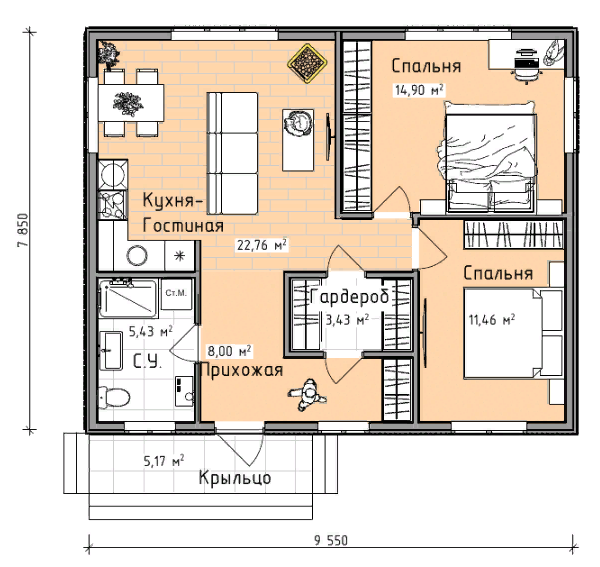 Спальня
14,90 м²
7 850
Кухня-
Гостиная
22,76 м²
Спальня
11,46 м²
Гардероб
3,43 м²
Ст.М.
5,43 м²
С.У.
8,00 м²
Прихожая
5,17 м²
Крыльцо
9 550